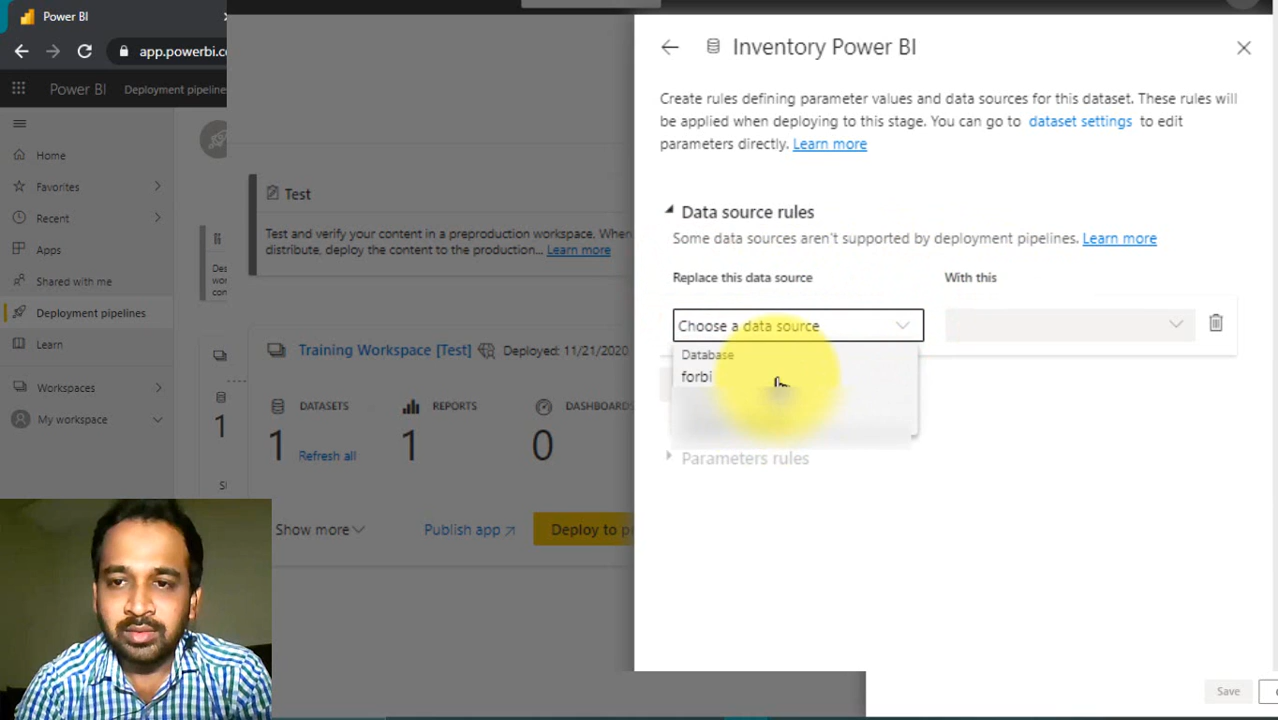 Power BI
app.powerbi.c
Power BI
Deployment pipeline
Home
Favorites
Recent
Apps
Shared with me
Deployment pipelines
Learn
Workspaces
My workspace
Test
Test and verify your content in a preproduction workspace. When
distribute, deploy the content to the production... Learn more
Training Workspace [Test]
Deployed: 11/21/2020
DATASETS
REPORTS
DASHBOARDS
1
1
1
0
Refresh all
Show more
Publish app
Deploy to p
Inventory Power BI
Create rules defining parameter values and data sources for this dataset. These rules will
be applied when deploying to this stage. You can go to dataset settings to edit
parameters directly. Learn more
Data source rules
Some data sources aren't supported by deployment pipelines. Learn more
Replace this data source
With this
Choose a data source
Database
forbi
Parameters rules
Save